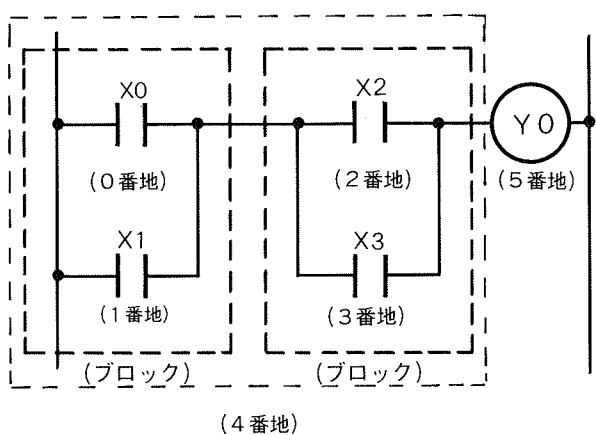 X0
X2
Y0
(0番地)
(2番地)
(5番地)
X1
X3
(1番地)
(3番地)
(ブロック)
(ブロック)
(4番地)